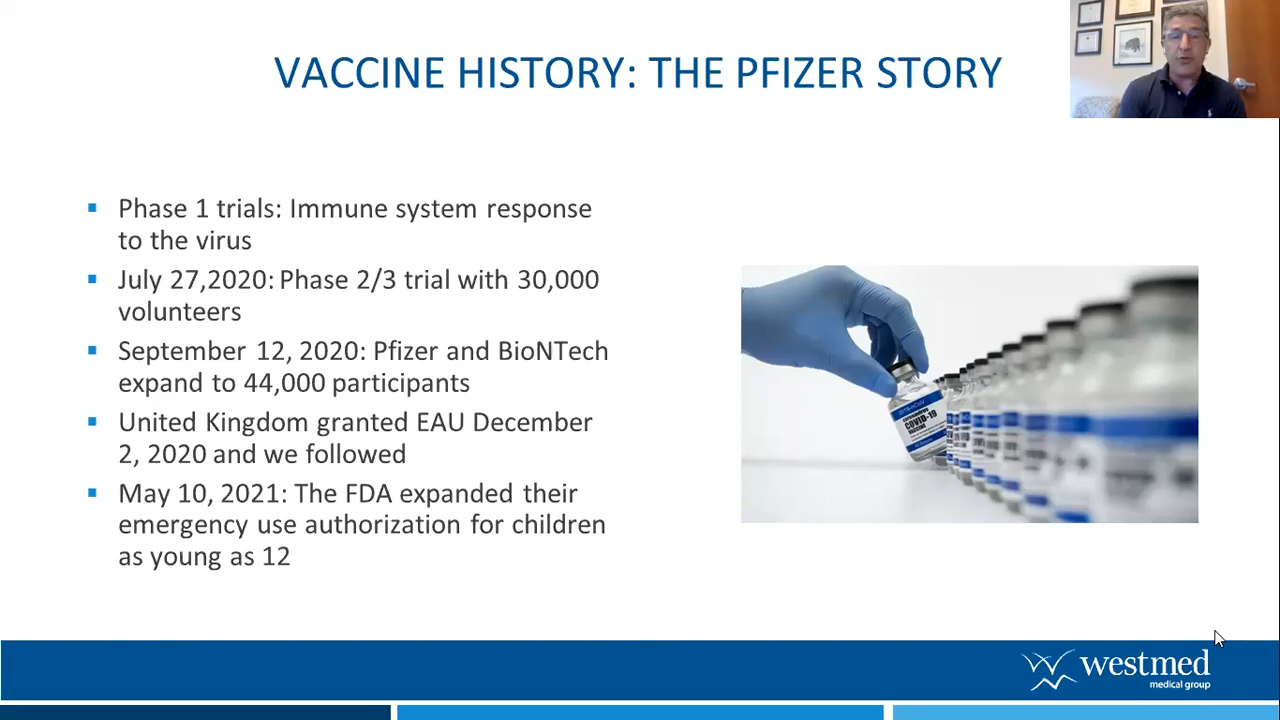 VACCINE HISTORY: THE PFIZER STORY
Phase 1 trials: Immune system response
to the virus
July 27,2020: Phase 2/3 trial with 30,000
volunteers
September 12, 2020: Pfizer and BioNTech
expand to 44,000 participants
United Kingdom granted EAU December
2, 2020 and we followed
May 10, 2021: The FDA expanded their
emergency use authorization for children
as young as 12
COVID-19
westmed
medical group